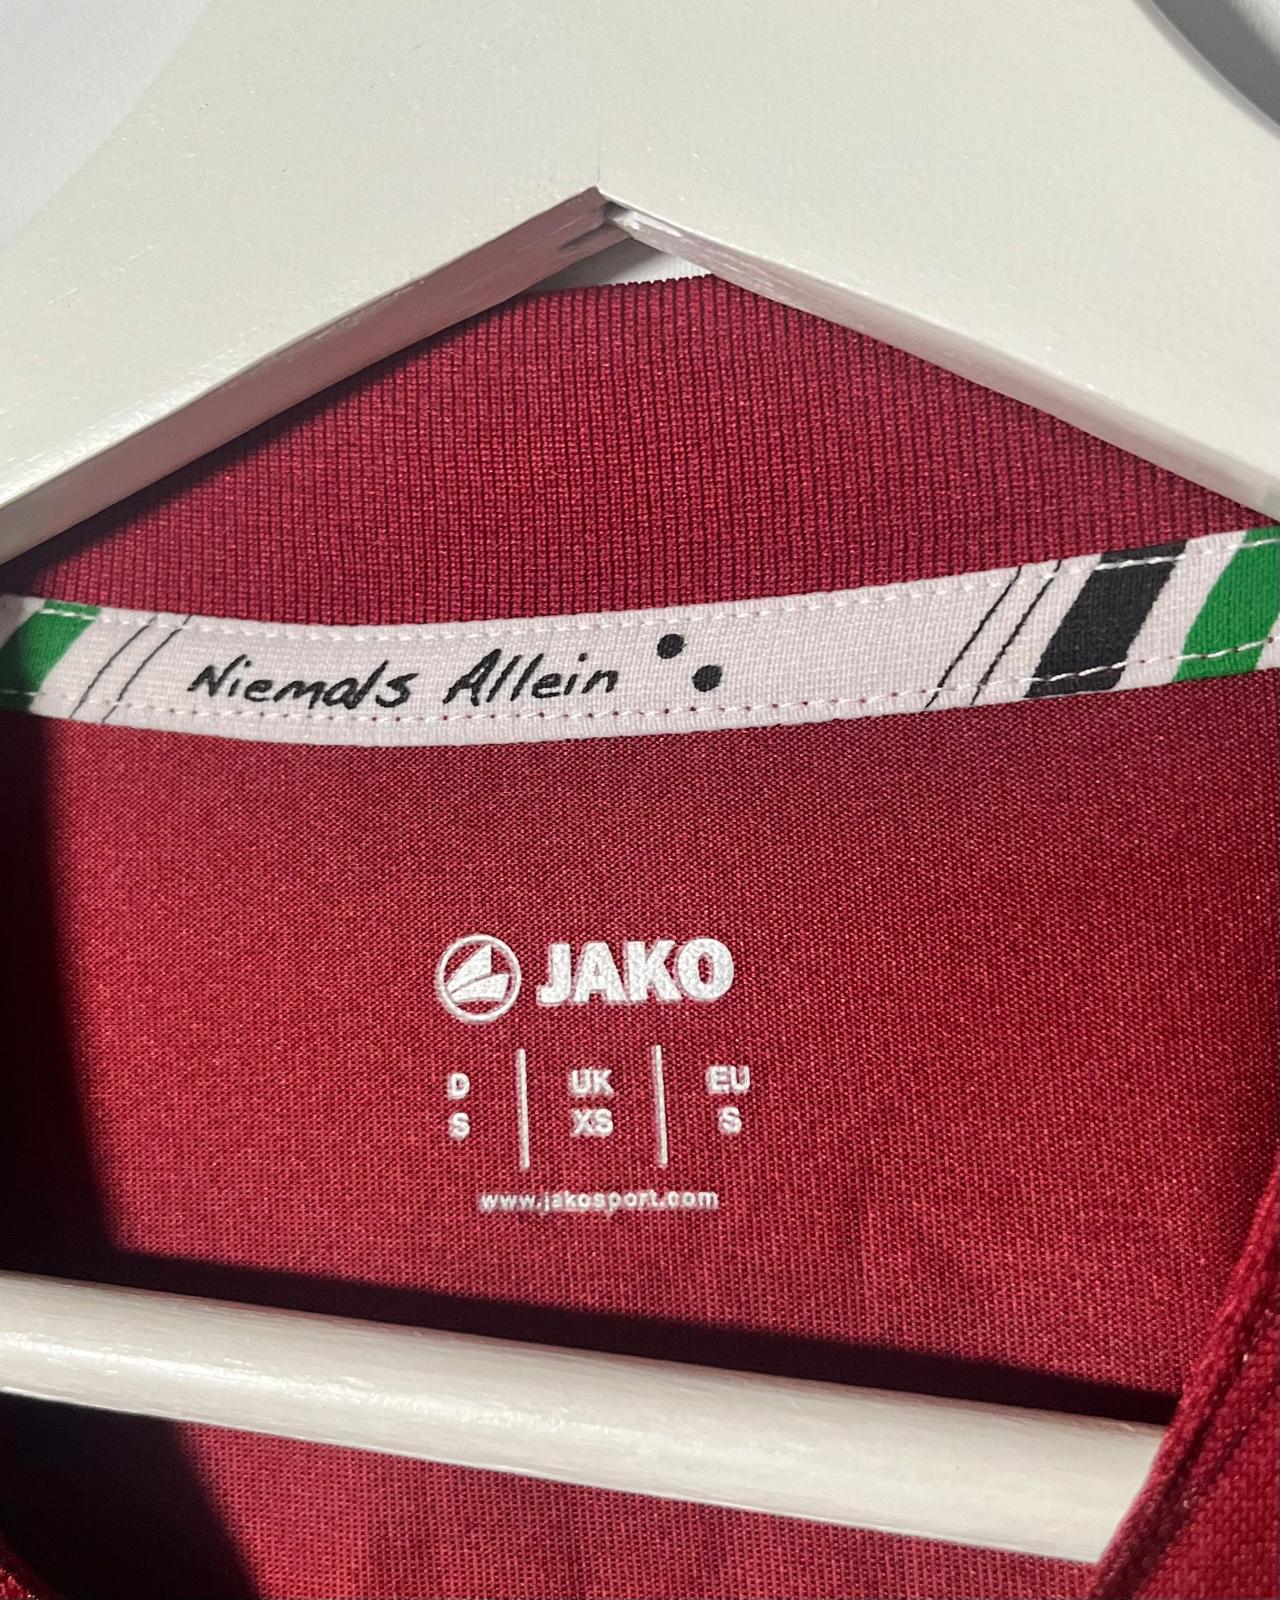 Niemals Allein
JAKO
D UK EU
S XS S
www.jakosport.com